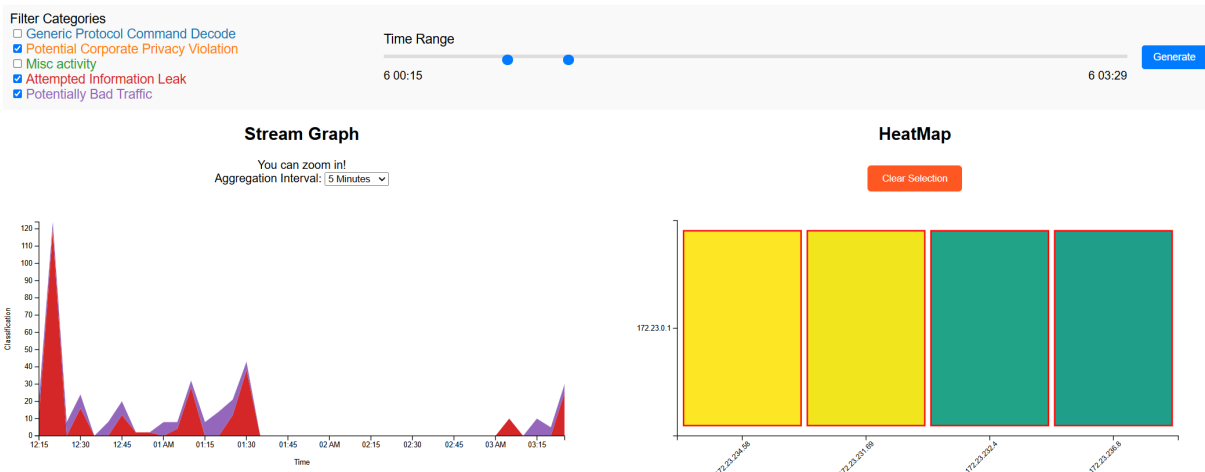 Filter Categories
Generic Protocol Command Decode
Potential Corporate Privacy Violation
Misc activity
Attempted Information Leak
Potentially Bad Traffic
Time Range
6 00:15
6 03:29
Generate
Stream Graph
You can zoom in!
Aggregation Interval: 5 Minutes
HeatMap
Clear Selection
120
110
100
90
80
70
60
50
40
30
20
10
0
Classification
12:15
12:30
12:45
01 AM
01:15
01:30
01:45
02 AM
02:15
02:30
02:45
03 AM
03:15
Time
172.23.0.1
172.23.234.58
172.23.231.69
172.23.232.4
172.23.236.8